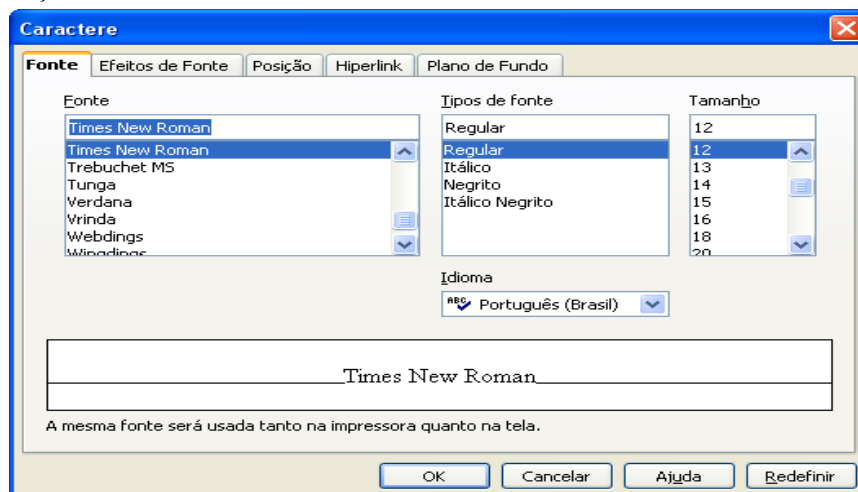 Caractere
Fonte Efeitos de Fonte Posição Hiperlink Plano de Fundo
Fonte Tipos de fonte Tamanho
Times New Roman Regular 12
Times New Roman Regular 12
Trebuchet MS Itálico 13
Tunga Negrito 14
Verdana Itálico Negrito 15
Vrinda 16
Webdings 18
Wingdings 20
Idioma
ABC Português (Brasil)
Times New Roman
A mesma fonte será usada tanto na impressora quanto na tela.
OK Cancelar Ajuda Redefinir